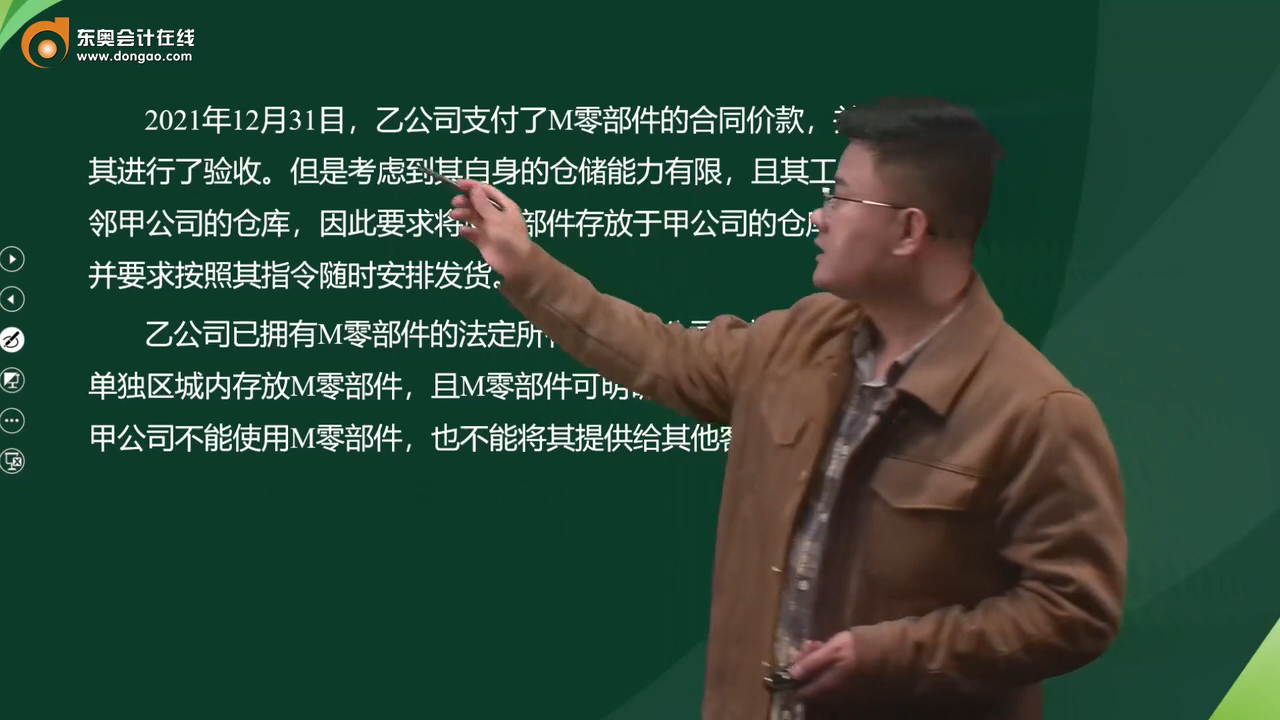 东奥会计在线
www.dongao.com
2021年12月31目，乙公司支付了M零部件的合同价款，
其进行了验收。但是考虑到其自身的仓储能力有限，且其工
邻甲公司的仓库，因此要求将 部件存放于甲公司的仓库
并要求按照其指令随时安排发货。
乙公司已拥有M零部件的法定所
单独区城内存放M零部件，且M零部件可明
甲公司不能使用M零部件，也不能将其提供给其他